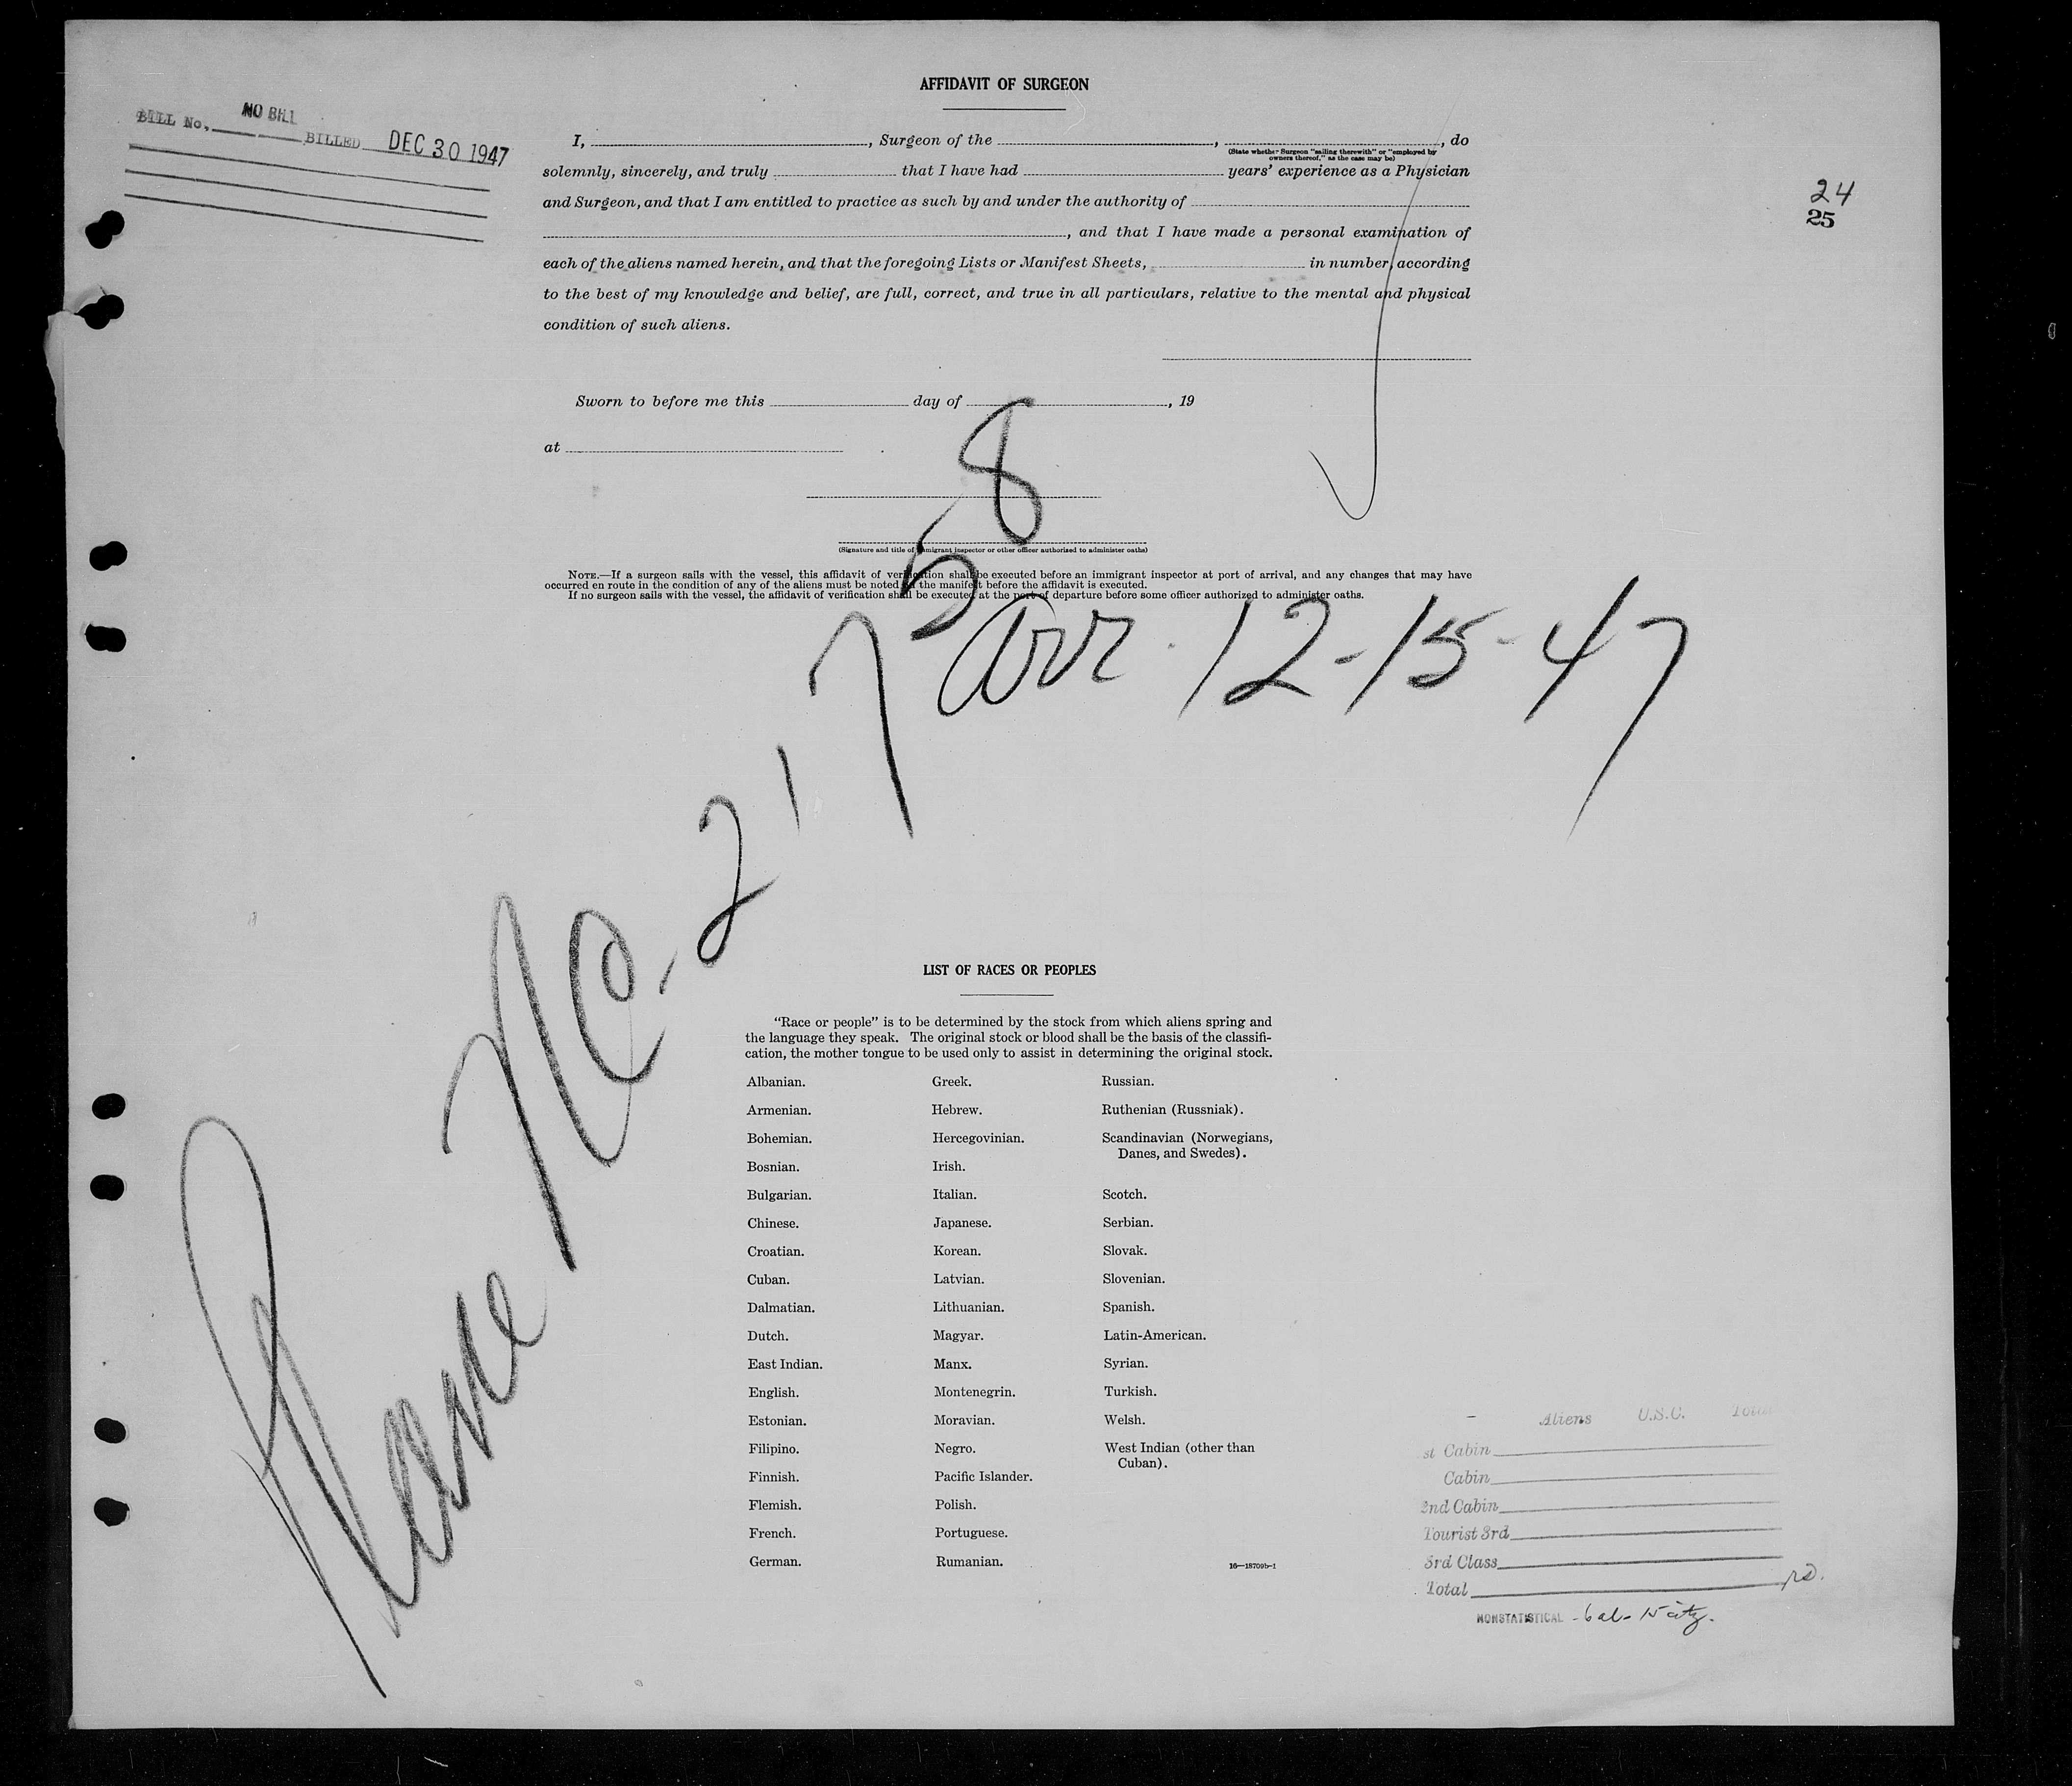 AFFIDAVIT OF SURGEON
BILL No. NO BILL BILLED DEC 30 1947
I, , Surgeon of the , , do
(State whether Surgeon "sailing therewith" or "employed by
owners thereof," as the case may be)
solemnly, sincerely, and truly that I have had years' experience as a Physician
and Surgeon, and that I am entitled to practice as such by and under the authority of
24
25
, and that I have made a personal examination of
each of the aliens named herein, and that the foregoing Lists or Manifest Sheets, in number, according
to the best of my knowledge and belief, are full, correct, and true in all particulars, relative to the mental and physical
condition of such aliens.
Sworn to before me this day of , 19
at
(Signature and title of immigrant inspector or other officer authorized to administer oaths)
NOTE.—If a surgeon sails with the vessel, this affidavit of verification shall be executed before an immigrant inspector at port of arrival, and any changes that may have
occurred en route in the condition of any of the aliens must be noted on the manifest before the affidavit is executed.
If no surgeon sails with the vessel, the affidavit of verification shall be executed at the port of departure before some officer authorized to administer oaths.
Arr. 12-15-47
Plane NC-21758
LIST OF RACES OR PEOPLES
"Race or people" is to be determined by the stock from which aliens spring and
the language they speak. The original stock or blood shall be the basis of the classifi-
cation, the mother tongue to be used only to assist in determining the original stock.
Albanian. Greek. Russian.
Armenian. Hebrew. Ruthenian (Russniak).
Bohemian. Hercegovinian. Scandinavian (Norwegians,
Danes, and Swedes).
Bosnian. Irish.
Bulgarian. Italian. Scotch.
Chinese. Japanese. Serbian.
Croatian. Korean. Slovak.
Cuban. Latvian. Slovenian.
Dalmatian. Lithuanian. Spanish.
Dutch. Magyar. Latin-American.
East Indian. Manx. Syrian.
English. Montenegrin. Turkish.
Estonian. Moravian. Welsh.
Filipino. Negro. West Indian (other than
Cuban).
Finnish. Pacific Islander.
Flemish. Polish.
French. Portuguese.
German. Rumanian.
16—18709b-1
Aliens U.S.C. Total
st Cabin
Cabin
2nd Cabin
Tourist 3rd
3rd Class
Total
NONSTATISTICAL - 6 al - 15 citz.